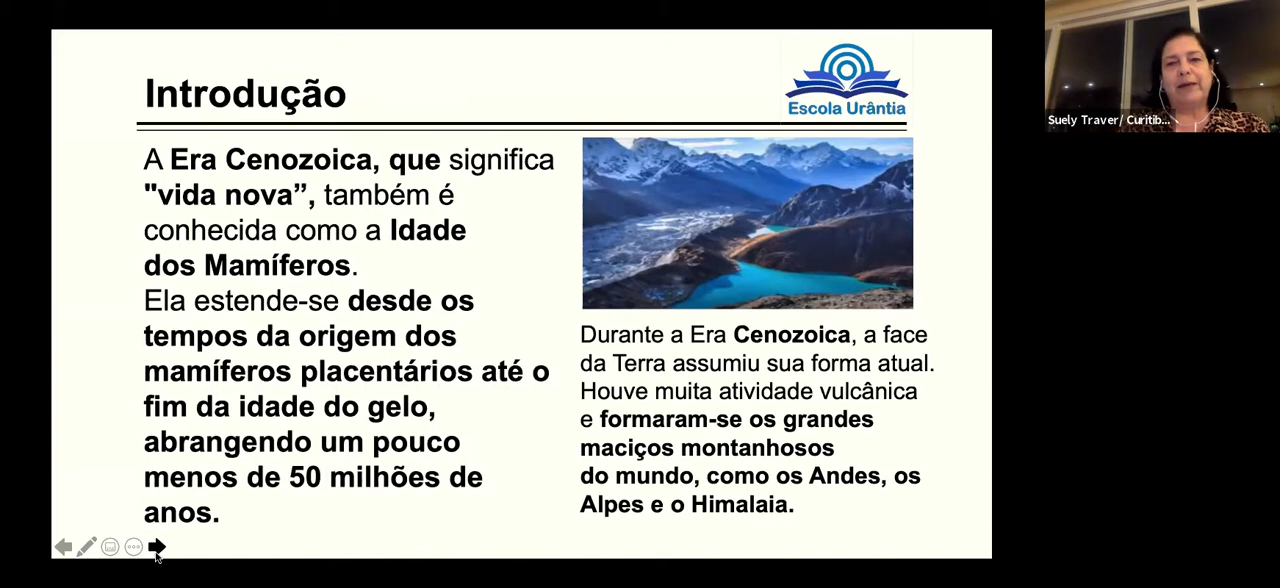 Introdução
Escola Urântia
A Era Cenozoica, que significa
"vida nova”, também é
conhecida como a Idade
dos Mamíferos.
Ela estende-se desde os
tempos da origem dos
mamíferos placentários até o
fim da idade do gelo,
abrangendo um pouco
menos de 50 milhões de
anos.
Durante a Era Cenozoica, a face
da Terra assumiu sua forma atual.
Houve muita atividade vulcânica
e formaram-se os grandes
maciços montanhosos
do mundo, como os Andes, os
Alpes e o Himalaia.
Suely Traver/ Curitib...